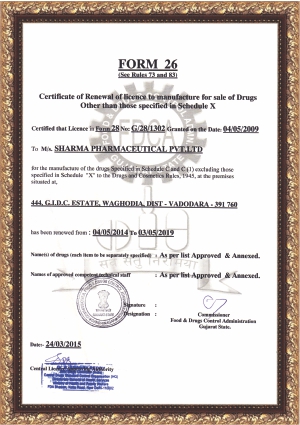 FORM 26
(See Rules 73 and 83)
Certificate of Renewal of licence to manufacture for sale of Drugs
Other than those specified in Schedule X
Certified that Licence is Form 28 No: G/28/1302 Granted on the Date: 04/05/2009
To M/s. SHARMA PHARMACEUTICAL PVT.LTD
for the manufacture of the drugs Specified in Schedule C and C (1) excluding those
specified in Schedule "X" to the Drugs and Cosmetics Rules, 1945, at the premises
situated at,
444, G.I.D.C. ESTATE, WAGHODIA, DIST - VADODARA - 391 760
has been renewed from : 04/05/2014 To 03/05/2019
Name(s) of drugs (each item to be separately specified) : As per list Approved & Annexed.
Names of approved competent technical staff : As per list Approved & Annexed.
Signature :
Designation : Commissioner
Food & Drugs Control Administration
Gujarat State.
Date:- 24/03/2015